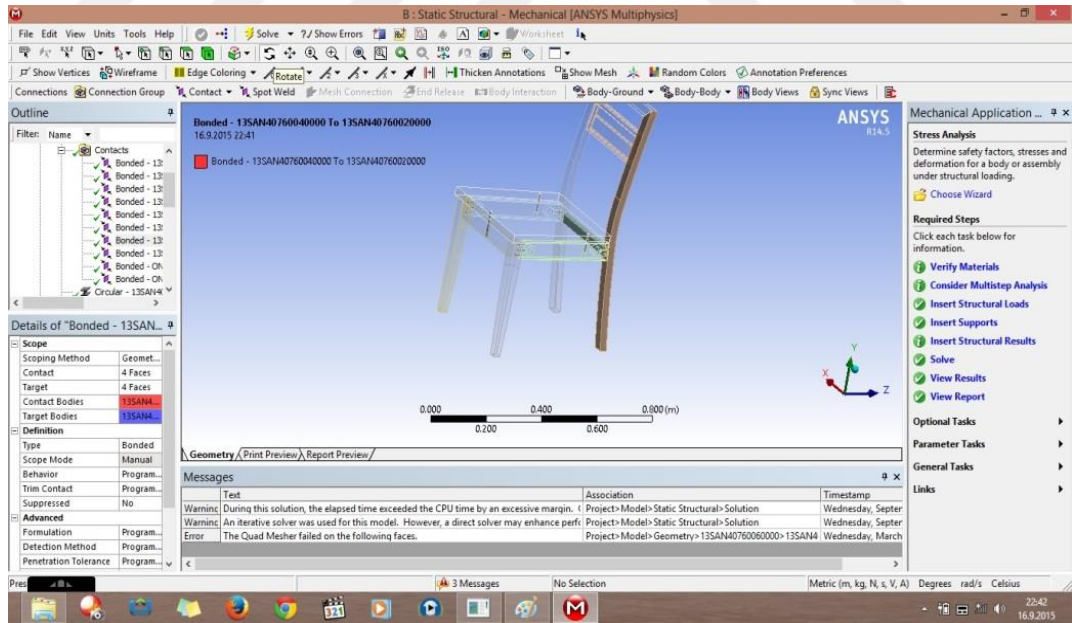 B : Static Structural - Mechanical [ANSYS Multiphysics]
File Edit View Units Tools Help Solve ?/ Show Errors Worksheet
Show Vertices Wireframe Edge Coloring Thicken Annotations Show Mesh Random Colors Annotation Preferences
Rotate
Connections Connection Group Contact Spot Weld Mesh Connection End Release Body Interaction Body-Ground Body-Body Body Views Sync Views
Outline
Filter: Name
Contacts
Bonded - 13
Bonded - 13
Bonded - 13
Bonded - 13
Bonded - 13
Bonded - 13
Bonded - 13
Bonded - 13
Bonded - ON
Bonded - ON
Circular - 13SAN4
Details of "Bonded - 13SAN...
Scope
Scoping Method Geomet...
Contact 4 Faces
Target 4 Faces
Contact Bodies 13SAN4...
Target Bodies 13SAN4...
Definition
Type Bonded
Scope Mode Manual
Behavior Program...
Trim Contact Program...
Suppressed No
Advanced
Formulation Program...
Detection Method Program...
Penetration Tolerance Program...
Bonded - 13SAN40760040000 To 13SAN40760020000
16.9.2015 22:41
Bonded - 13SAN40760040000 To 13SAN40760020000
ANSYS
R14.5
Y
X
Z
0.000 0.400 0.800 (m)
0.200 0.600
Geometry Print Preview Report Preview
Messages
Text Association Timestamp
Warning During this solution, the elapsed time exceeded the CPU time by an excessive margin. Project>Model>Static Structural>Solution Wednesday, Septer
Warning An iterative solver was used for this model. However, a direct solver may enhance perf Project>Model>Static Structural>Solution Wednesday, Septer
Error The Quad Mesher failed on the following faces. Project>Model>Geometry>13SAN40760060000>13SAN4 Wednesday, March
Mechanical Application ...
Stress Analysis
Determine safety factors, stresses and
deformation for a body or assembly
under structural loading.
Choose Wizard
Required Steps
Click each task below for
information.
Verify Materials
Consider Multistep Analysis
Insert Structural Loads
Insert Supports
Insert Structural Results
Solve
View Results
View Report
Optional Tasks
Parameter Tasks
General Tasks
Links
Pres 3 Messages No Selection Metric (m, kg, N, s, V, A) Degrees rad/s Celsius
321
22:42
16.9.2015